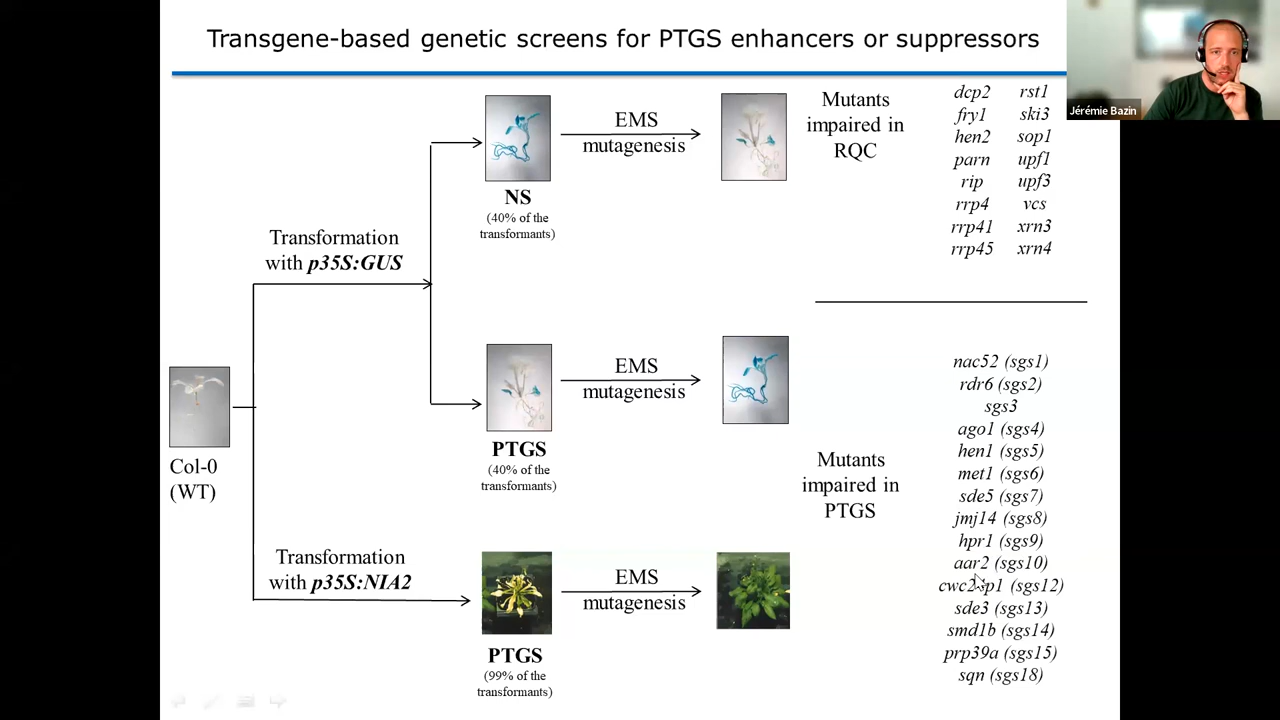 Transgene-based genetic screens for PTGS enhancers or suppressors
Jérémie Bazin
EMS
mutagenesis
NS
(40% of the
transformants)
Mutants
impaired in
RQC
dcp2 rst1
fry1 ski3
hen2 sop1
parn upf1
rip upf3
rrp4 vcs
rrp41 xrn3
rrp45 xrn4
Transformation
with p35S:GUS
EMS
mutagenesis
PTGS
(40% of the
transformants)
Col-0
(WT)
Mutants
impaired in
PTGS
nac52 (sgs1)
rdr6 (sgs2)
sgs3
ago1 (sgs4)
hen1 (sgs5)
met1 (sgs6)
sde5 (sgs7)
jmj14 (sgs8)
hpr1 (sgs9)
aar2 (sgs10)
(sgs12)
sde3 (sgs13)
smd1b (sgs14)
prp39a (sgs15)
sqn (sgs18)
Transformation
with p35S:NIA2
EMS
mutagenesis
PTGS
(99% of the
transformants)